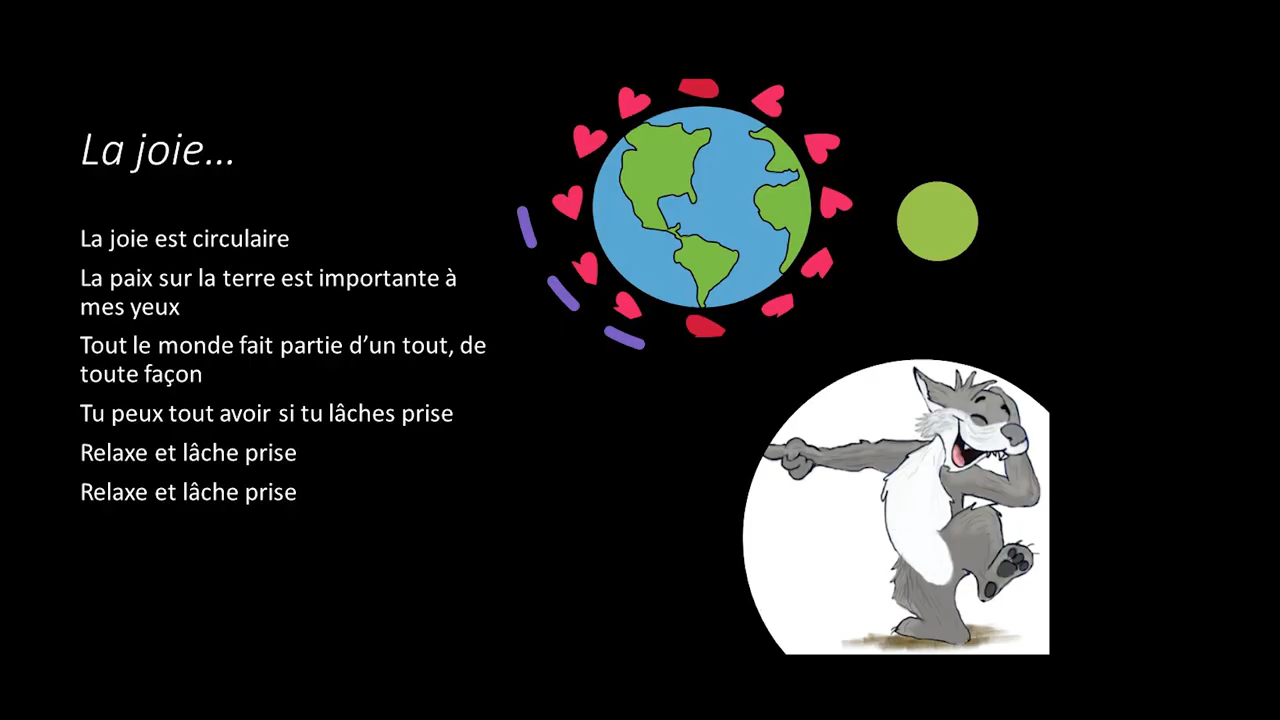 La joie…
La joie est circulaire
La paix sur la terre est importante à
mes yeux
Tout le monde fait partie d’un tout, de
toute façon
Tu peux tout avoir si tu lâches prise
Relaxe et lâche prise
Relaxe et lâche prise